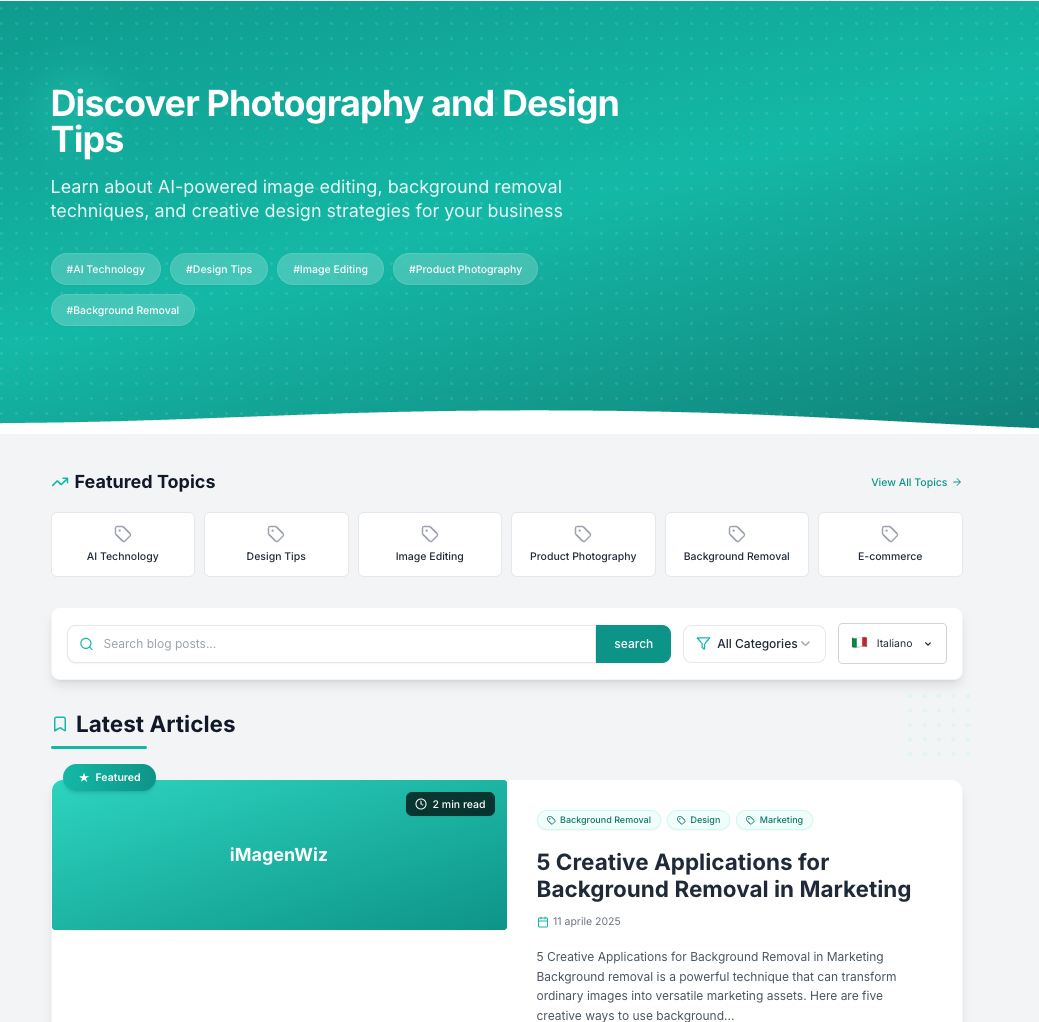 Discover Photography and Design
Tips
Learn about AI-powered image editing, background removal
techniques, and creative design strategies for your business
#AI Technology
#Design Tips
#Image Editing
#Product Photography
#Background Removal
Featured Topics
View All Topics
AI Technology
Design Tips
Image Editing
Product Photography
Background Removal
E-commerce
Search blog posts...
search
All Categories
Italiano
Latest Articles
Featured
2 min read
iMagenWiz
Background Removal
Design
Marketing
5 Creative Applications for
Background Removal in Marketing
11 aprile 2025
5 Creative Applications for Background Removal in Marketing
Background removal is a powerful technique that can transform
ordinary images into versatile marketing assets. Here are five
creative ways to use background...